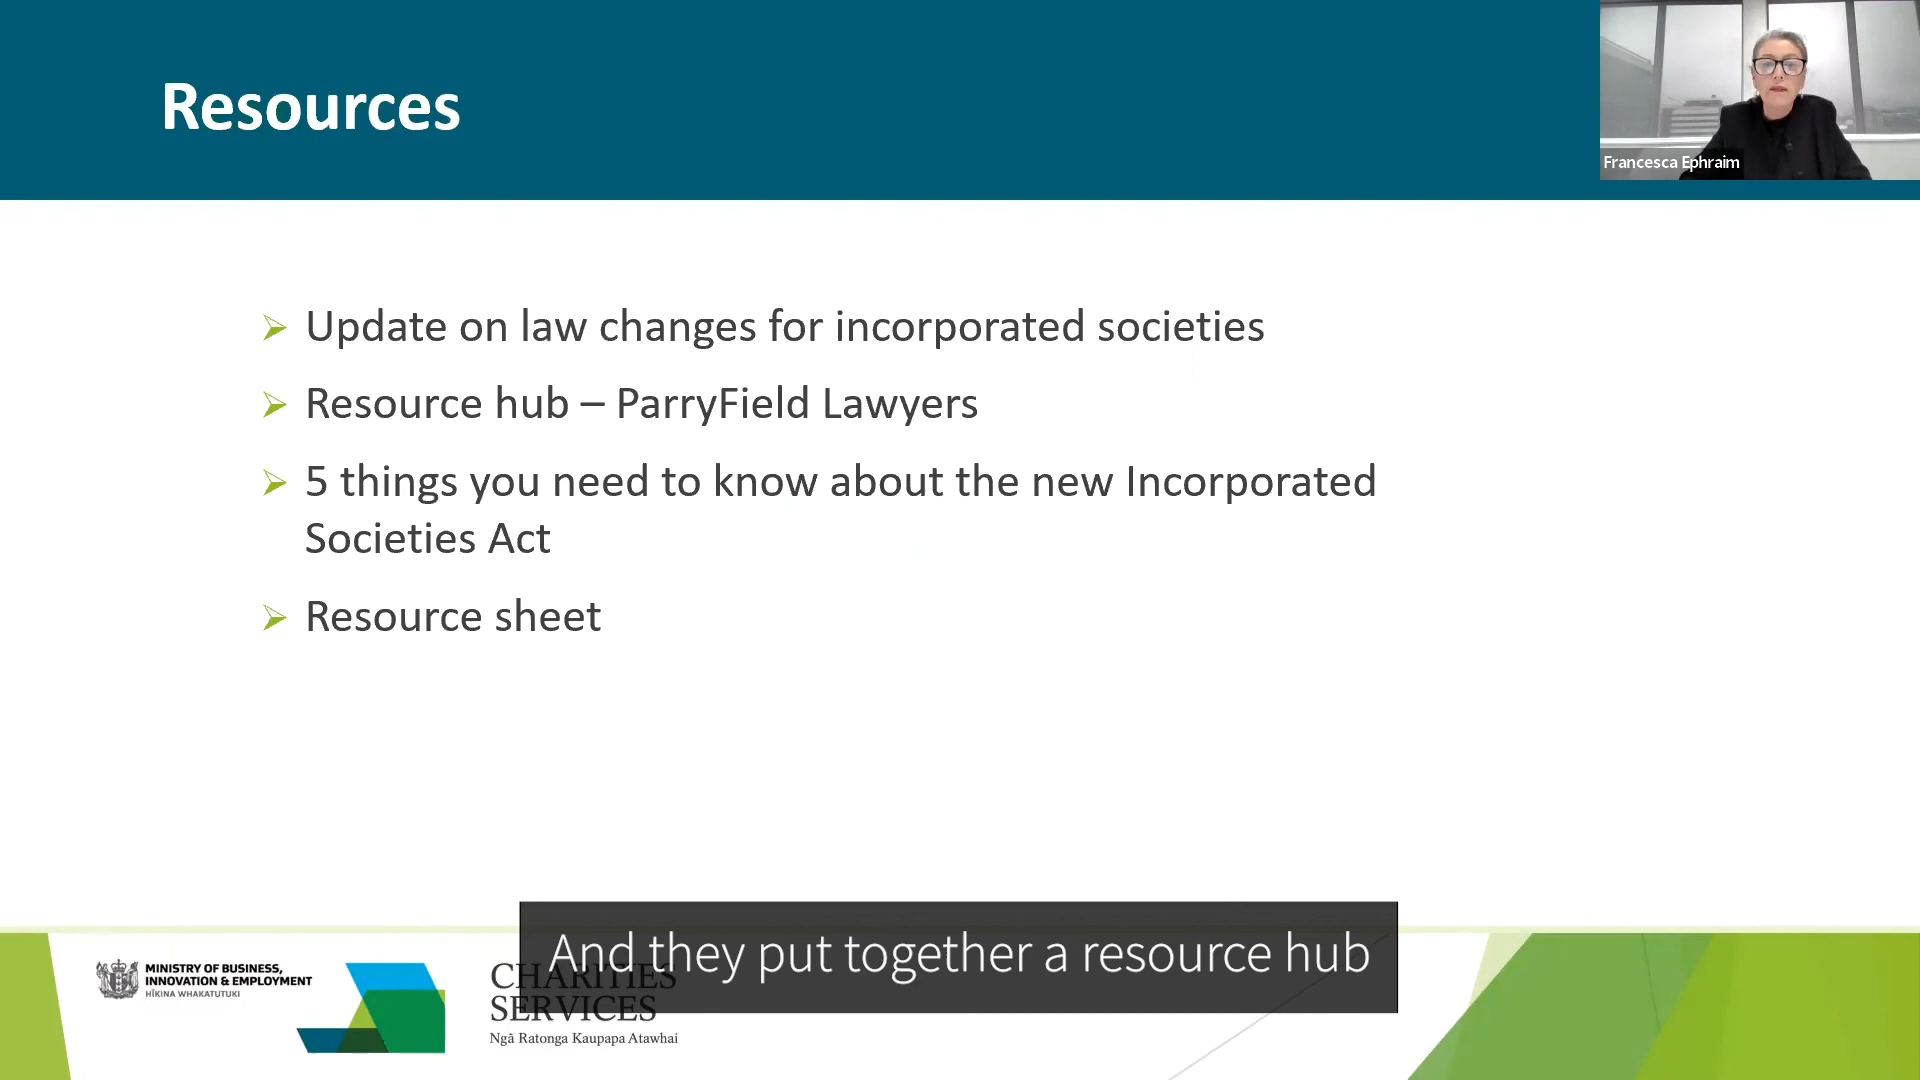 Resources
Francesca Ephraim
Update on law changes for incorporated societies
Resource hub – ParryField Lawyers
5 things you need to know about the new Incorporated
Societies Act
Resource sheet
And they put together a resource hub
MINISTRY OF BUSINESS,
INNOVATION & EMPLOYMENT
HĪKINA WHAKATUTUKI
CHARITIES
SERVICES
Ngā Ratonga Kaupapa Atawhai